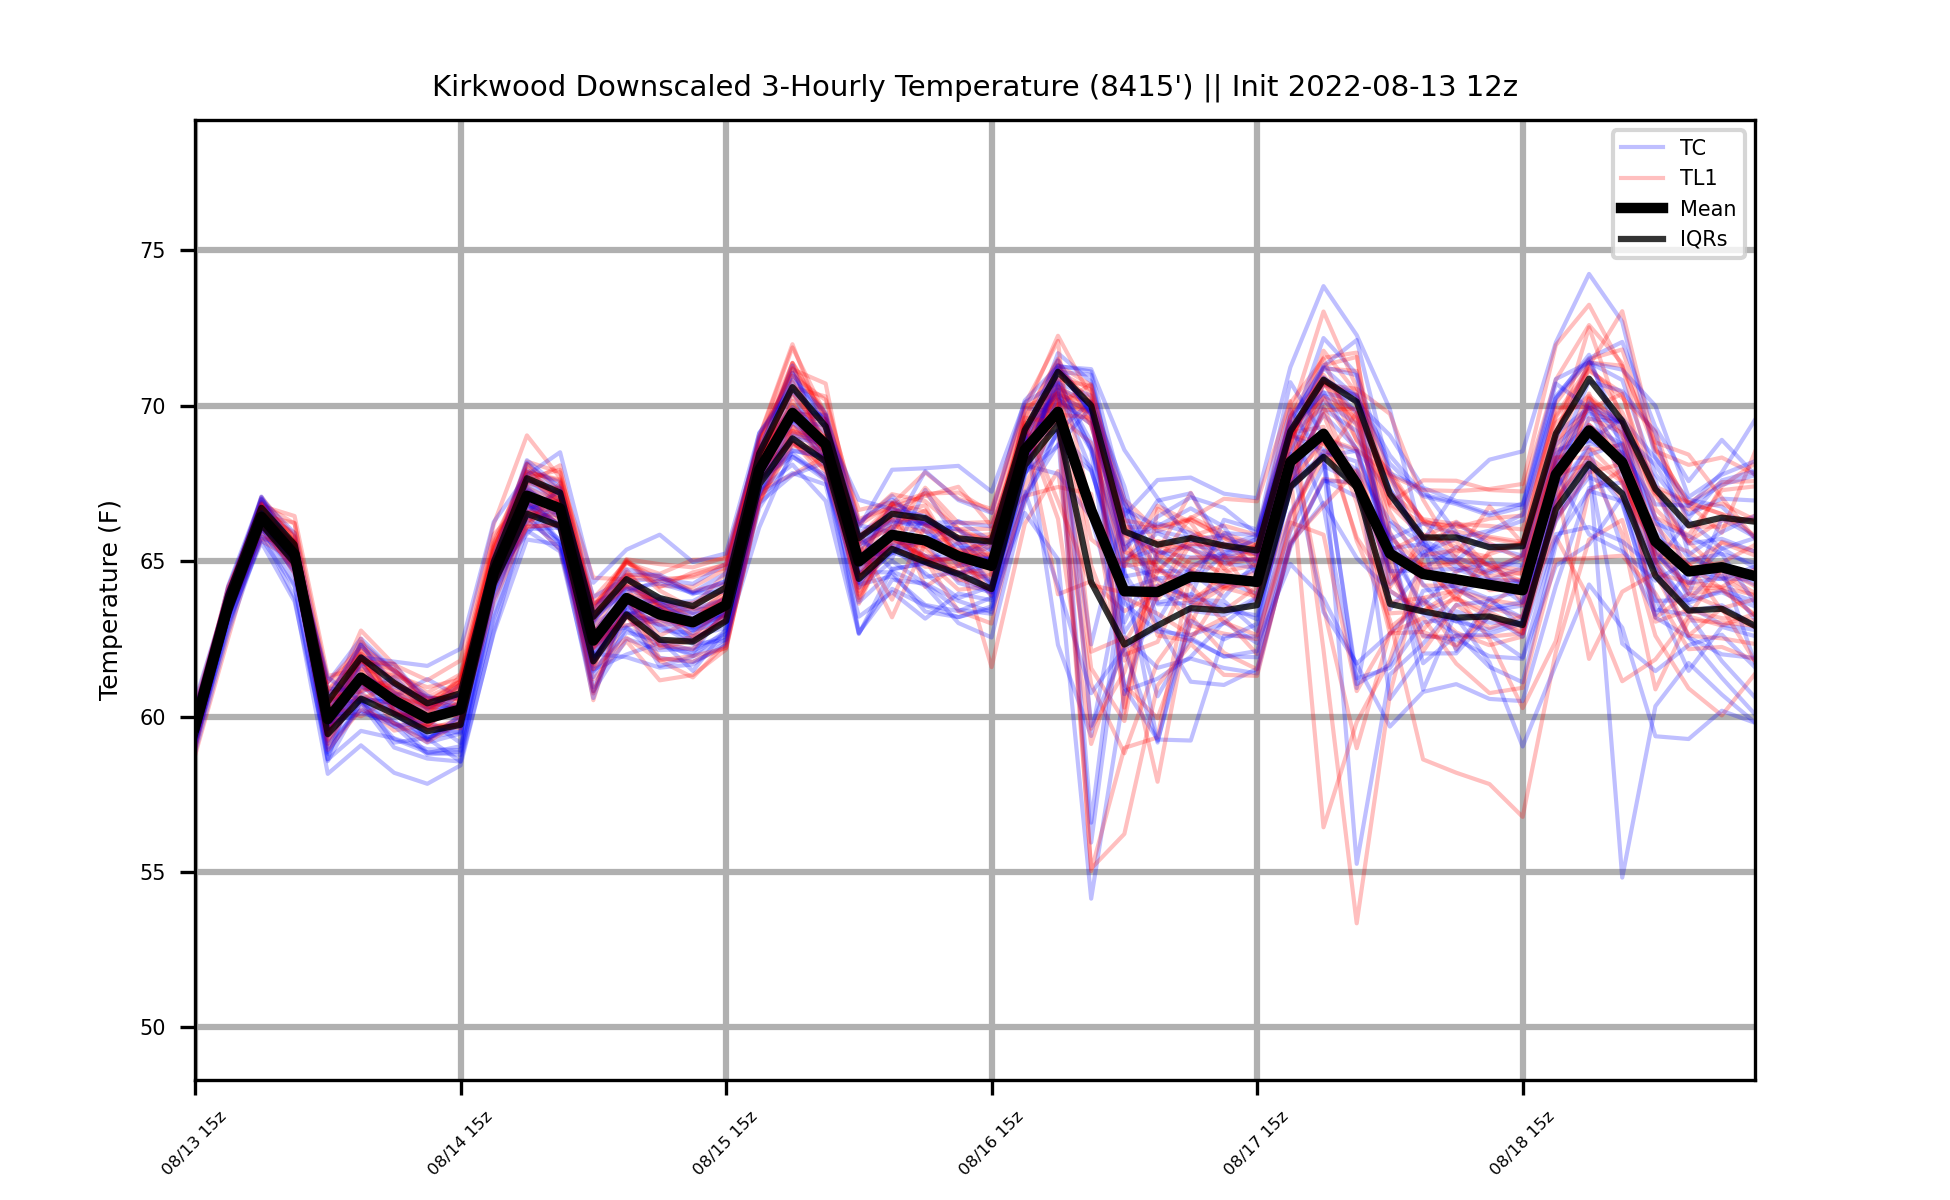 Kirkwood Downscaled 3-Hourly Temperature (8415') || Init 2022-08-13 12z
TC
TL1
Mean
IQRs
Temperature (F)
75
70
65
60
55
50
08/13 15z
08/14 15z
08/15 15z
08/16 15z
08/17 15z
08/18 15z